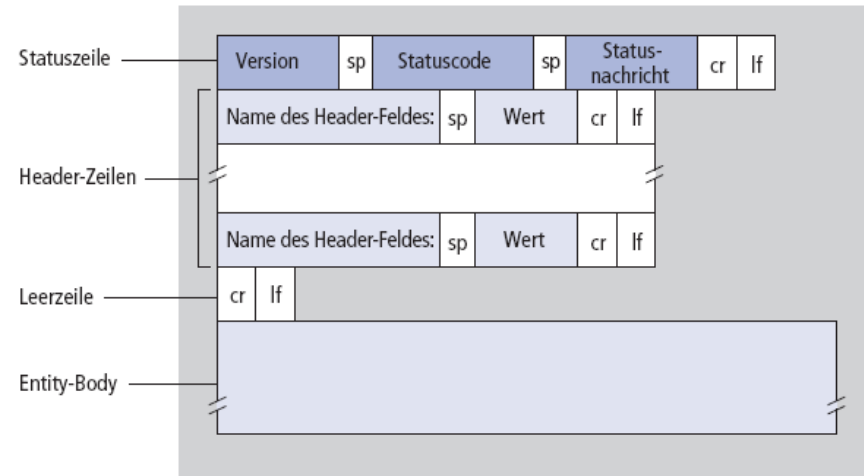 Statuszeile
Version sp Statuscode sp Status-
nachricht cr lf
Name des Header-Feldes: sp Wert cr lf
Header-Zeilen
Name des Header-Feldes: sp Wert cr lf
Leerzeile
cr lf
Entity-Body